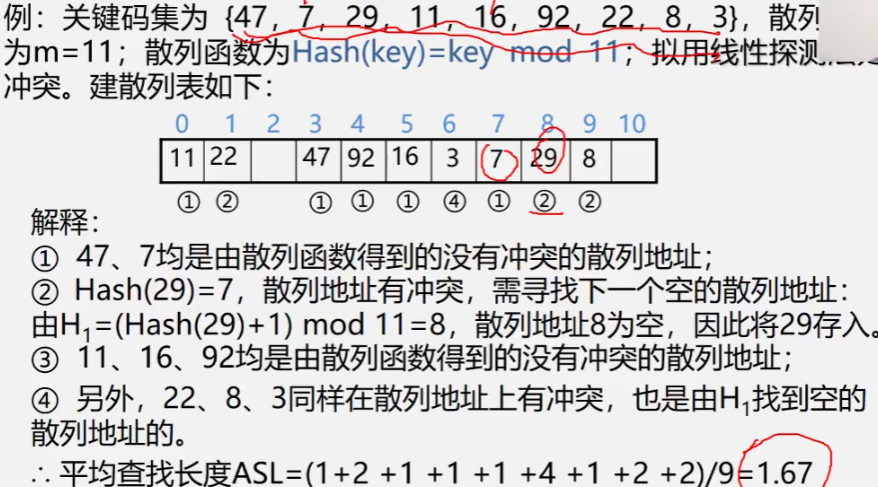 例：关键码集为 {47，7，29，11，16，92，22，8，3}，散列
为m=11；散列函数为Hash(key)=key mod 11；拟用线性探测法
冲突。建散列表如下：
0 1 2 3 4 5 6 7 8 9 10
11 22 47 92 16 3 7 29 8
① ② ① ① ① ④ ① ② ②
解释：
① 47、7均是由散列函数得到的没有冲突的散列地址；
② Hash(29)=7，散列地址有冲突，需寻找下一个空的散列地址：
由H₁=(Hash(29)+1) mod 11=8，散列地址8为空，因此将29存入。
③ 11、16、92均是由散列函数得到的没有冲突的散列地址；
④ 另外，22、8、3同样在散列地址上有冲突，也是由H₁找到空的
散列地址的。
∴ 平均查找长度ASL=(1+2 +1 +1 +1 +4 +1 +2 +2)/9=1.67